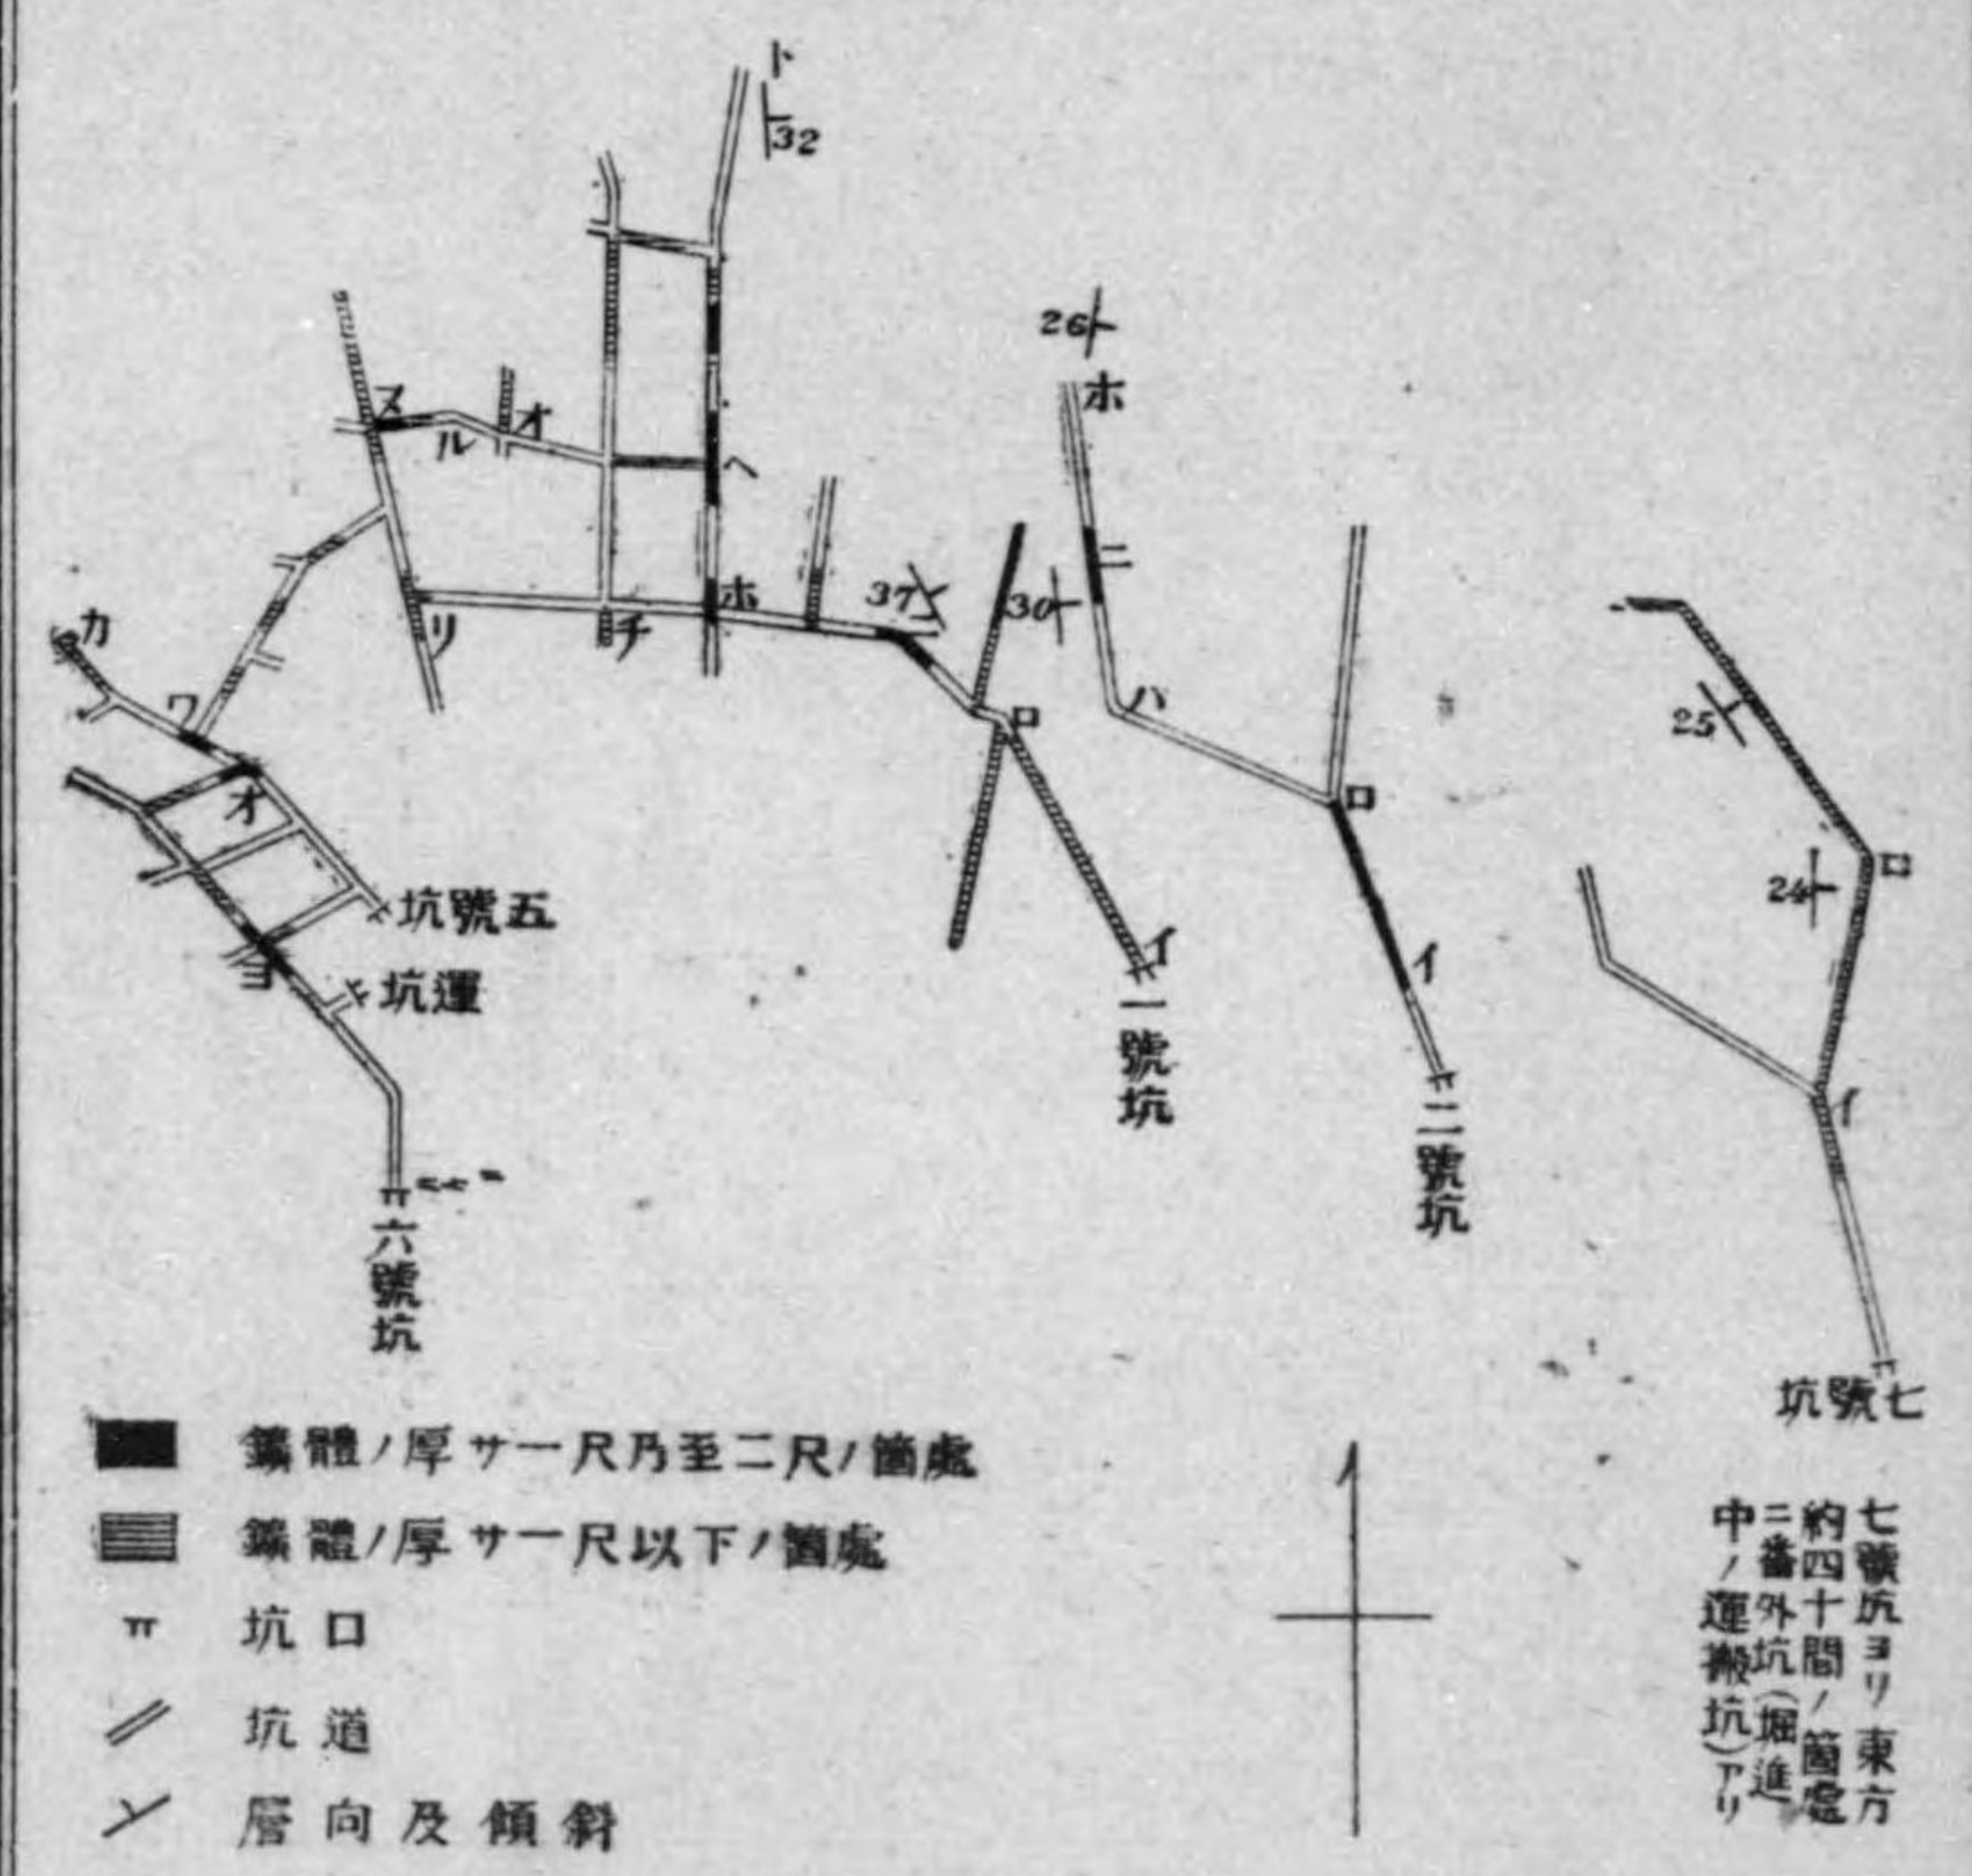 ト
32
26
ホ
ヌ
オ
ル
ヘ
ニ
37
ニ
30
ホ
リ
チ
カ
ワ
ロ
ハ
25
ロ
オ
ロ
24
坑號五
イ
イ
ヨ
坑運
一號坑
イ
二號坑
六號坑
坑號七
鑛體ノ厚サ一尺乃至二尺ノ箇處
鑛體ノ厚サ一尺以下ノ箇處
坑口
坑道
層向及傾斜
七號坑ヨリ東方
約四十間ノ箇處
ニ番外坑(堀進
中ノ運搬坑)アリ